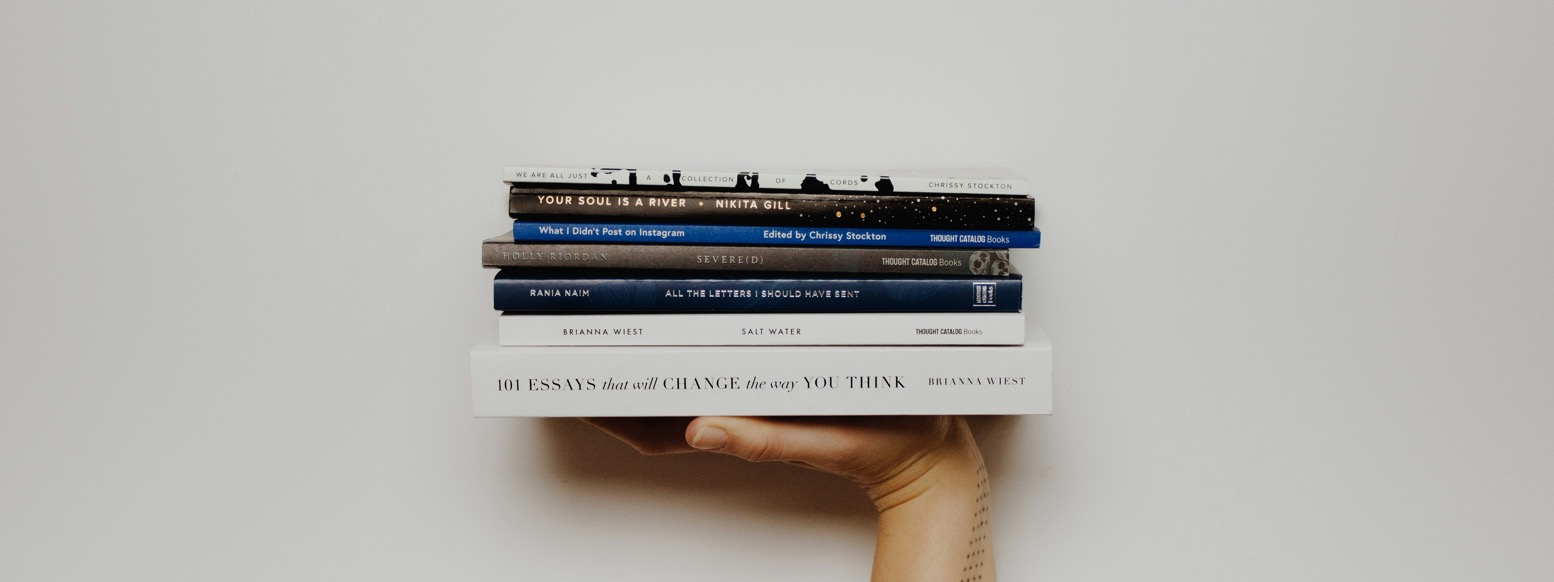 WE ARE ALL JUST A COLLECTION OF CORDS CHRISSY STOCKTON
YOUR SOUL IS A RIVER • NIKITA GILL
What I Didn't Post on Instagram Edited by Chrissy Stockton THOUGHT CATALOG Books
HOLLY RIORDAN SEVERE(D) THOUGHT CATALOG Books
RANIA NAIM ALL THE LETTERS I SHOULD HAVE SENT
BRIANNA WIEST SALT WATER THOUGHT CATALOG Books
101 ESSAYS that will CHANGE the way YOU THINK BRIANNA WIEST